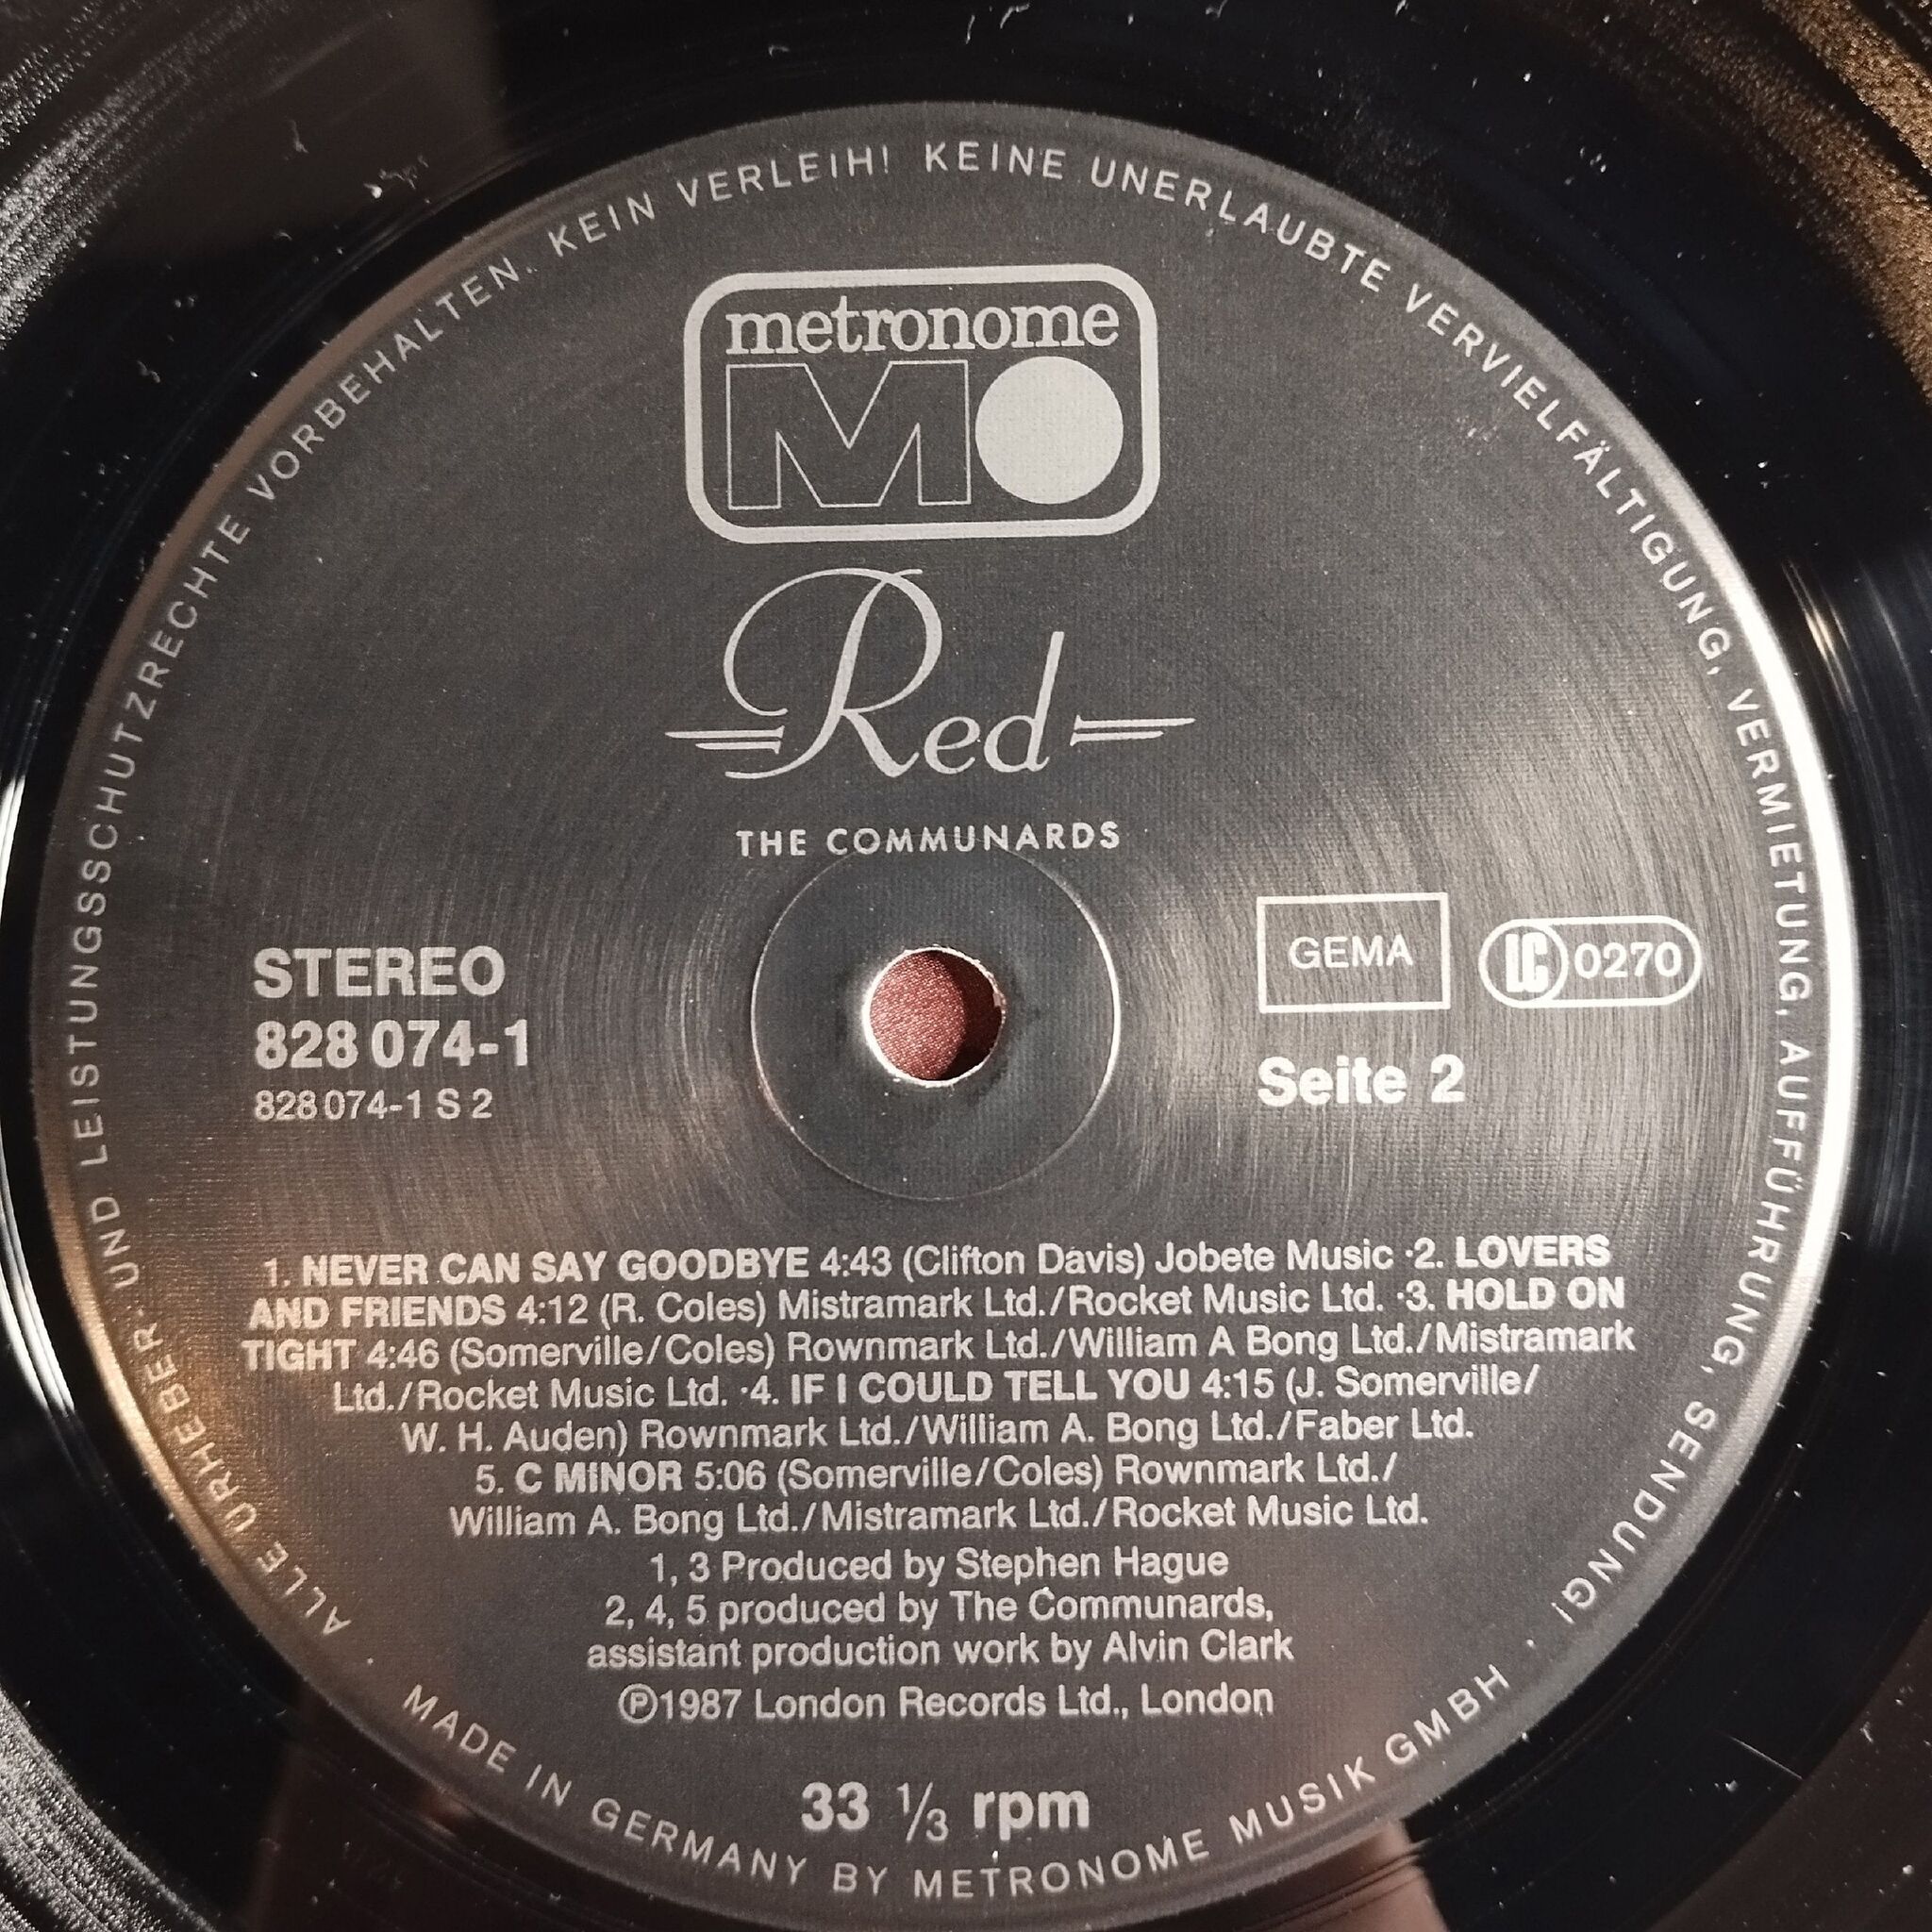 ALLE URHEBER- UND LEISTUNGSSCHUTZRECHTE VORBEHALTEN. KEIN VERLEIH! KEINE UNERLAUBTE VERVIELFÄLTIGUNG, VERMIETUNG, AUFFÜHRUNG, SENDUNG!
metronome
MO
Red
THE COMMUNARDS
STEREO
828 074-1
828 074-1 S 2
GEMA
LC 0270
Seite 2
1. NEVER CAN SAY GOODBYE 4:43 (Clifton Davis) Jobete Music ·2. LOVERS
AND FRIENDS 4:12 (R. Coles) Mistramark Ltd./Rocket Music Ltd. ·3. HOLD ON
TIGHT 4:46 (Somerville/Coles) Rownmark Ltd./William A Bong Ltd./Mistramark
Ltd./Rocket Music Ltd. ·4. IF I COULD TELL YOU 4:15 (J. Somerville/
W. H. Auden) Rownmark Ltd./William A. Bong Ltd./Faber Ltd.
5. C MINOR 5:06 (Somerville/Coles) Rownmark Ltd./
William A. Bong Ltd./Mistramark Ltd./Rocket Music Ltd.
1, 3 Produced by Stephen Hague
2, 4, 5 produced by The Communards,
assistant production work by Alvin Clark
Ⓟ1987 London Records Ltd., London
33 1/3 rpm
· MADE IN GERMANY BY METRONOME MUSIK GMBH ·